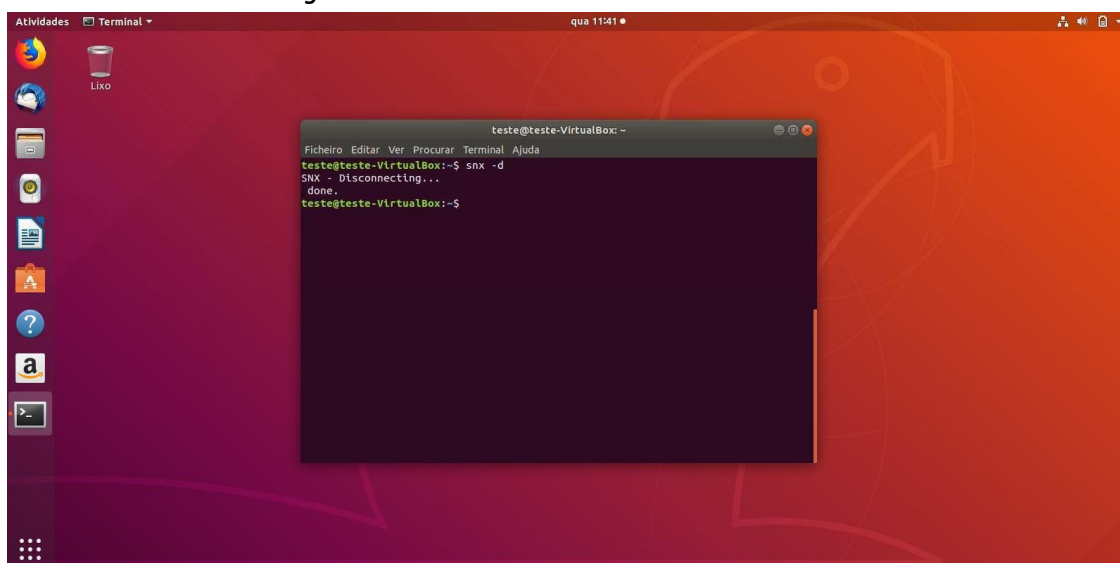 Atividades Terminal qua 11:41
Lixo
teste@teste-VirtualBox: ~
Ficheiro Editar Ver Procurar Terminal Ajuda
teste@teste-VirtualBox:~$ snx -d
SNX - Disconnecting...
done.
teste@teste-VirtualBox:~$
a